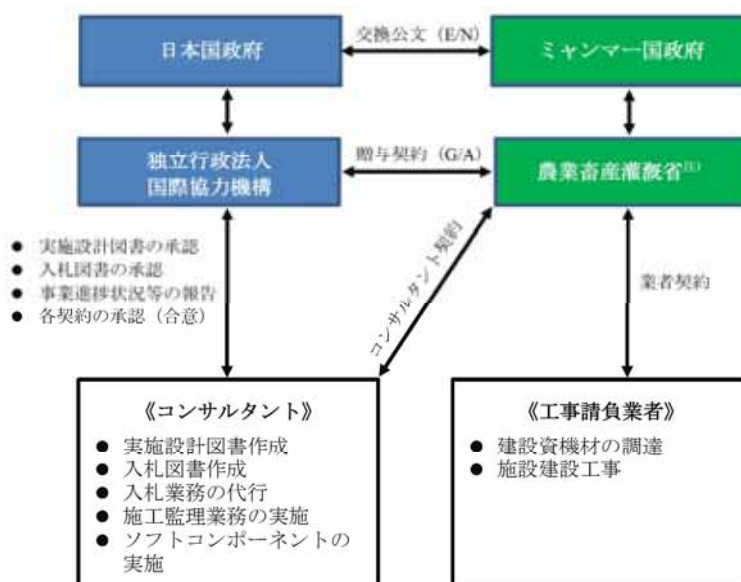 日本国政府
交換公文（E/N）
ミャンマー国政府
独立行政法人
国際協力機構
贈与契約（G/A）
農業畜産灌漑省
● 実施設計図書の承認
● 入札図書の承認
● 事業進捗状況等の報告
● 各契約の承認（合意）
コンサルタント契約
業者契約
《コンサルタント》
● 実施設計図書作成
● 入札図書作成
● 入札業務の代行
● 施工監理業務の実施
● ソフトコンポーネントの
実施
《工事請負業者》
● 建設資機材の調達
● 施設建設工事